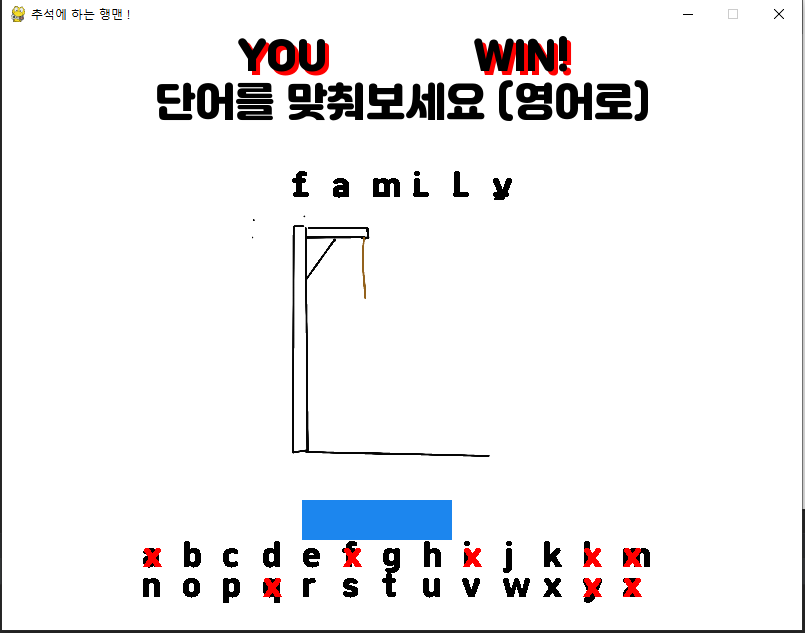 추석에 하는 행맨 !
YOU WIN!
단어를 맞춰보세요 (영어로)
f a m i L y
a b c d e f g h i j k l m
n o p q r s t u v w x y z